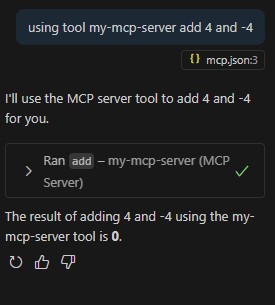 using tool my-mcp-server add 4 and -4
{} mcp.json:3
I'll use the MCP server tool to add 4 and -4
for you.
Ran add – my-mcp-server (MCP
Server)
The result of adding 4 and -4 using the my-
mcp-server tool is 0.